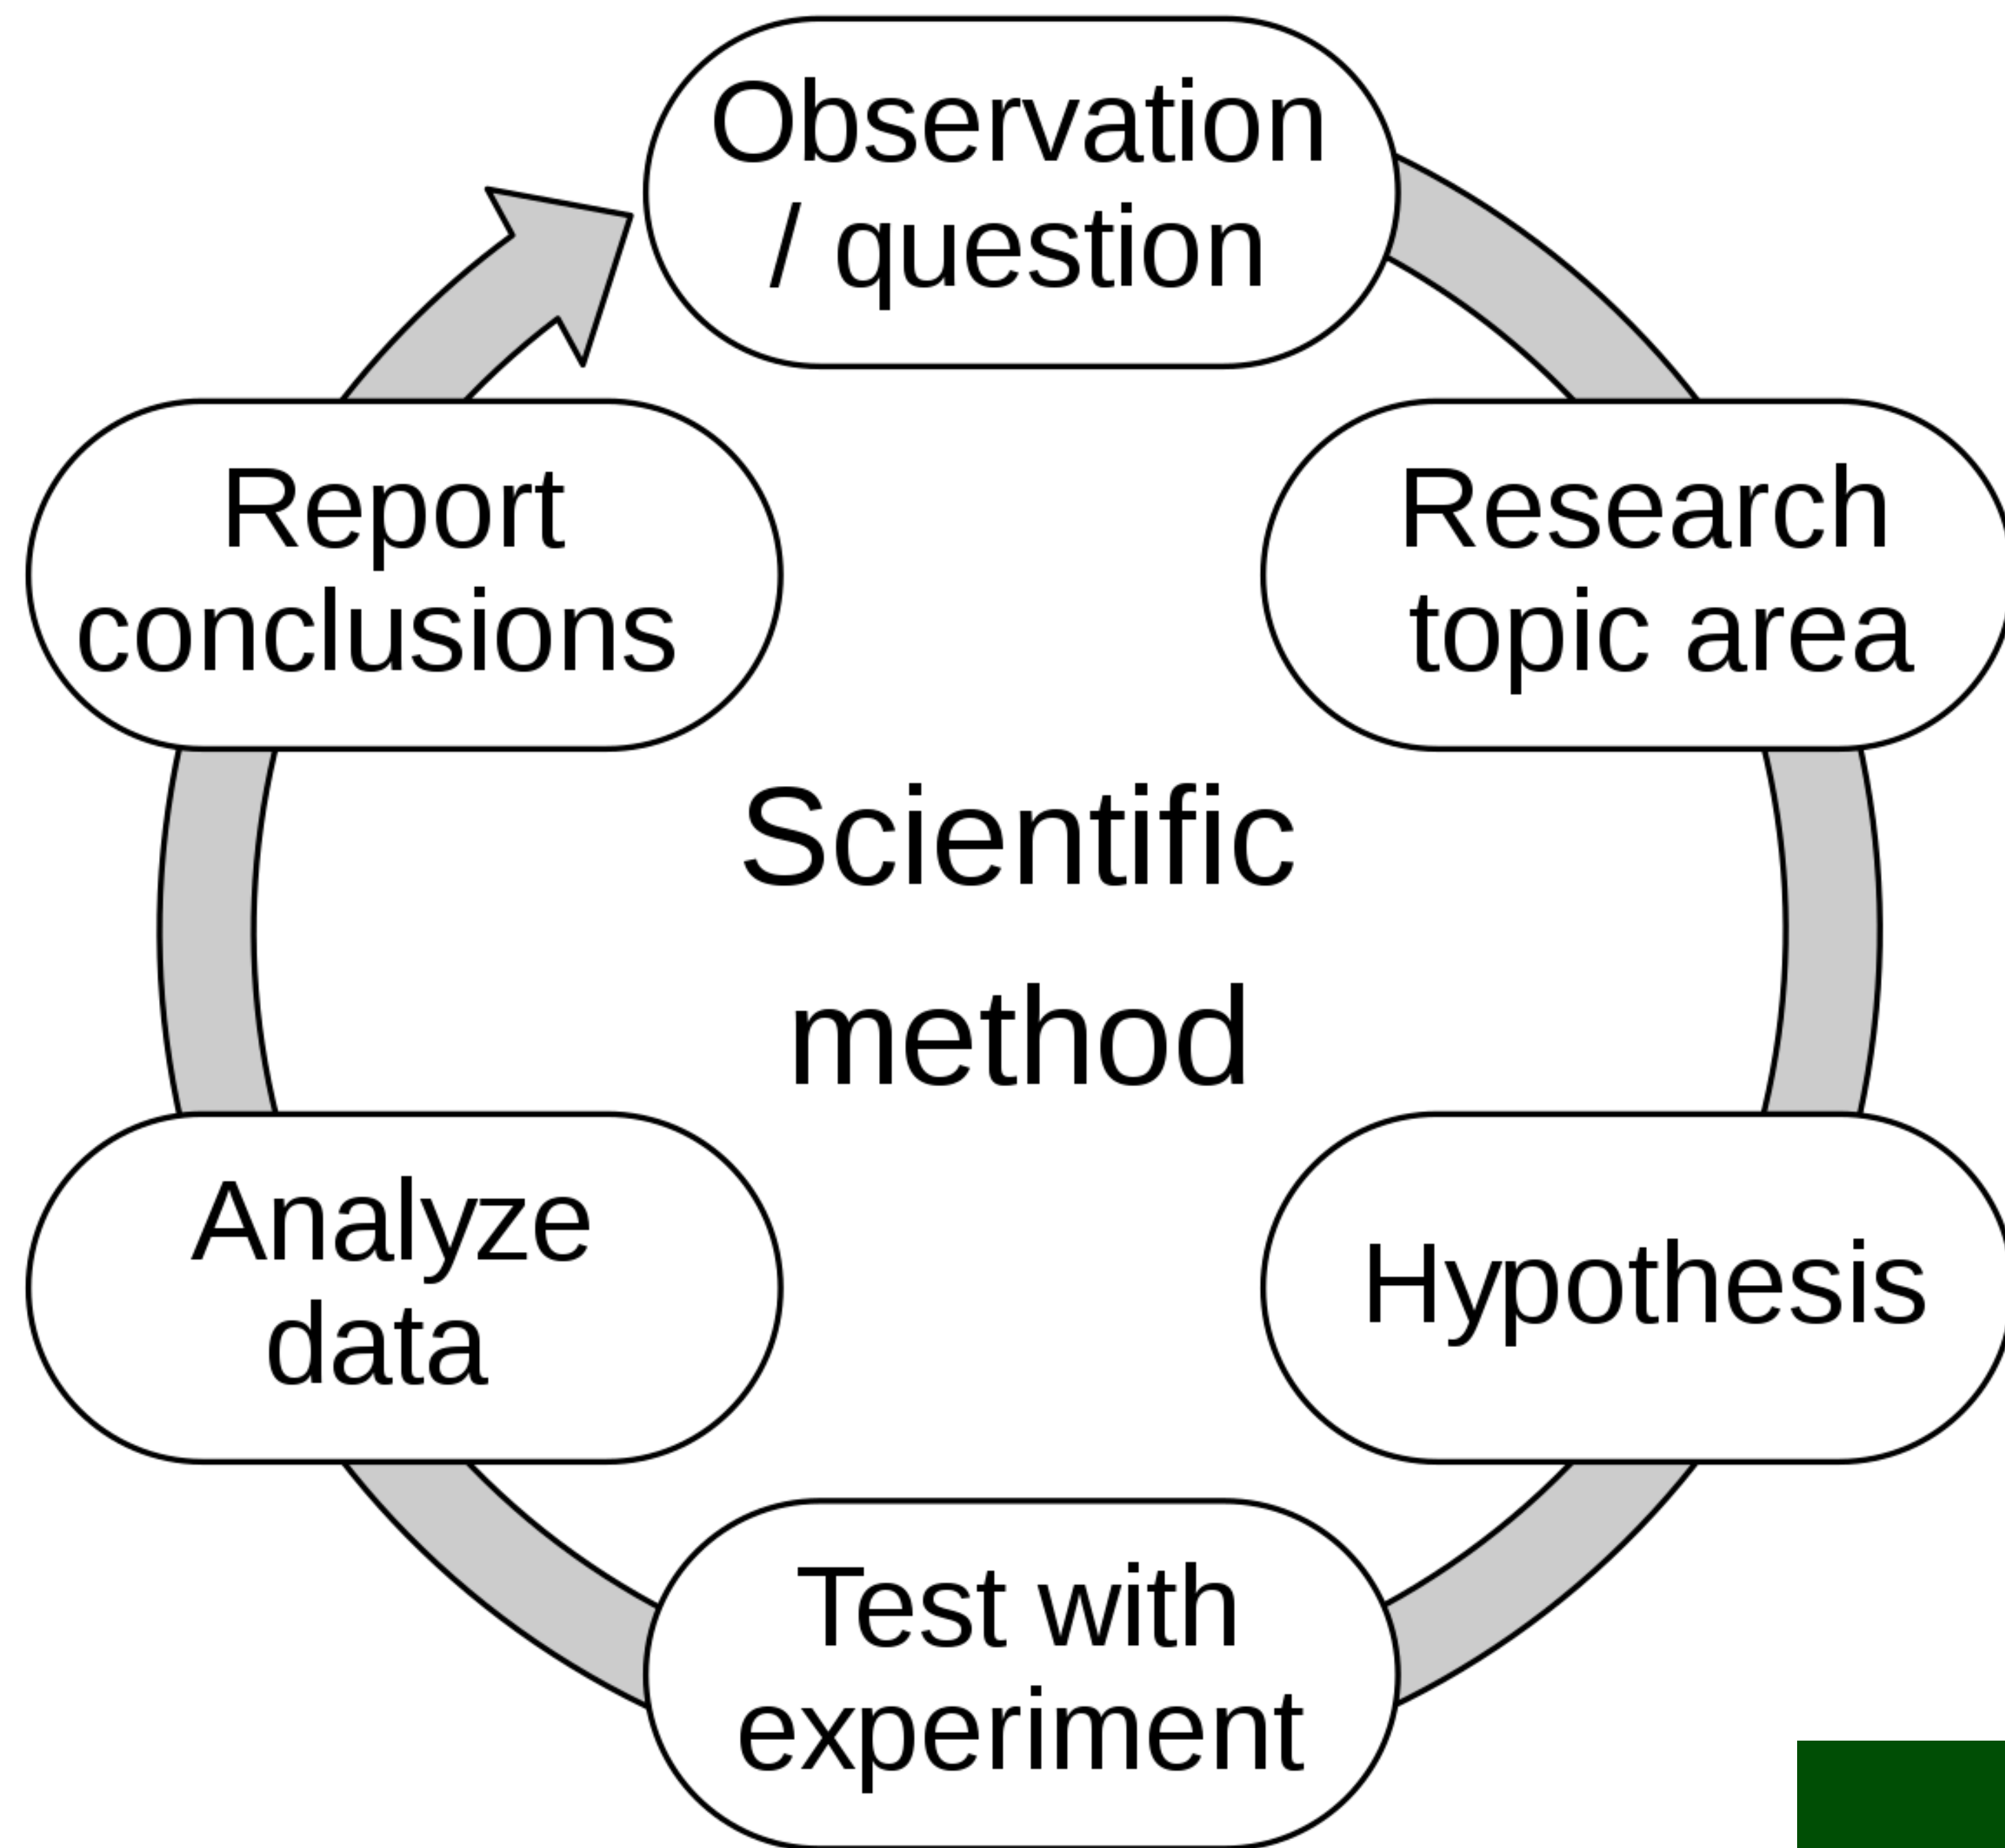 Observation
/ question
Research
topic area
Hypothesis
Test with
experiment
Analyze
data
Report
conclusions
Scientific
method